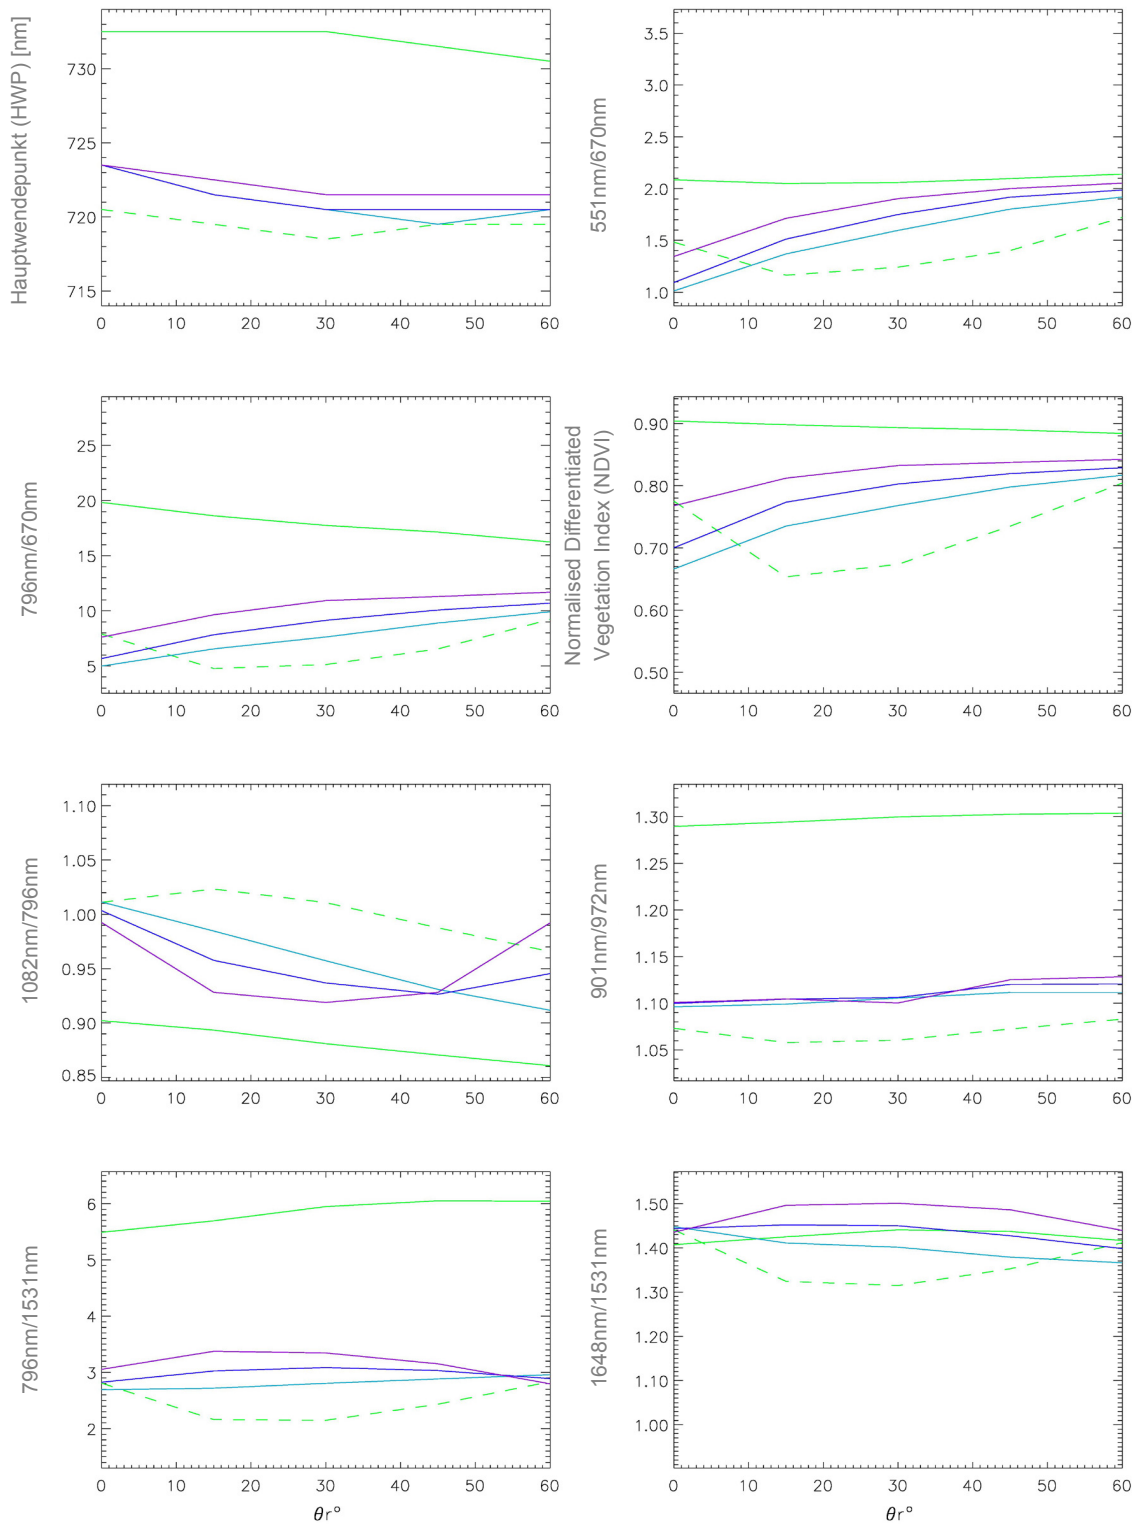 Hauptwendepunkt (HWP) [nm]
730
725
720
715
0 10 20 30 40 50 60
551nm/670nm
3.5
3.0
2.5
2.0
1.5
1.0
0 10 20 30 40 50 60
796nm/670nm
25
20
15
10
5
0 10 20 30 40 50 60
Normalised Differentiated
Vegetation Index (NDVI)
0.90
0.80
0.70
0.60
0.50
0 10 20 30 40 50 60
1082nm/796nm
1.10
1.05
1.00
0.95
0.90
0.85
0 10 20 30 40 50 60
901nm/972nm
1.30
1.25
1.20
1.15
1.10
1.05
0 10 20 30 40 50 60
796nm/1531nm
6
5
4
3
2
0 10 20 30 40 50 60
θr°
1648nm/1531nm
1.50
1.40
1.30
1.20
1.10
1.00
0 10 20 30 40 50 60
θr°